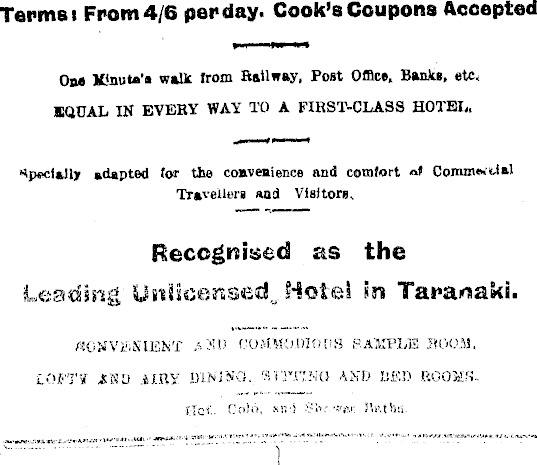 Terms: From 4/6 per day. Cook's Coupons Accepted
One Minute's walk from Railway, Post Office, Banks, etc.
EQUAL IN EVERY WAY TO A FIRST-CLASS HOTEL.
Specially adapted for the convenience and comfort of Commercial
Travellers and Visitors.
Recognised as the
Leading Unlicensed Hotel in Taranaki.
CONVENIENT AND COMMODIOUS SAMPLE ROOM.
LOFTY AND AIRY DINING, SITTING AND BED ROOMS.
Hot, Cold, and Shower Baths